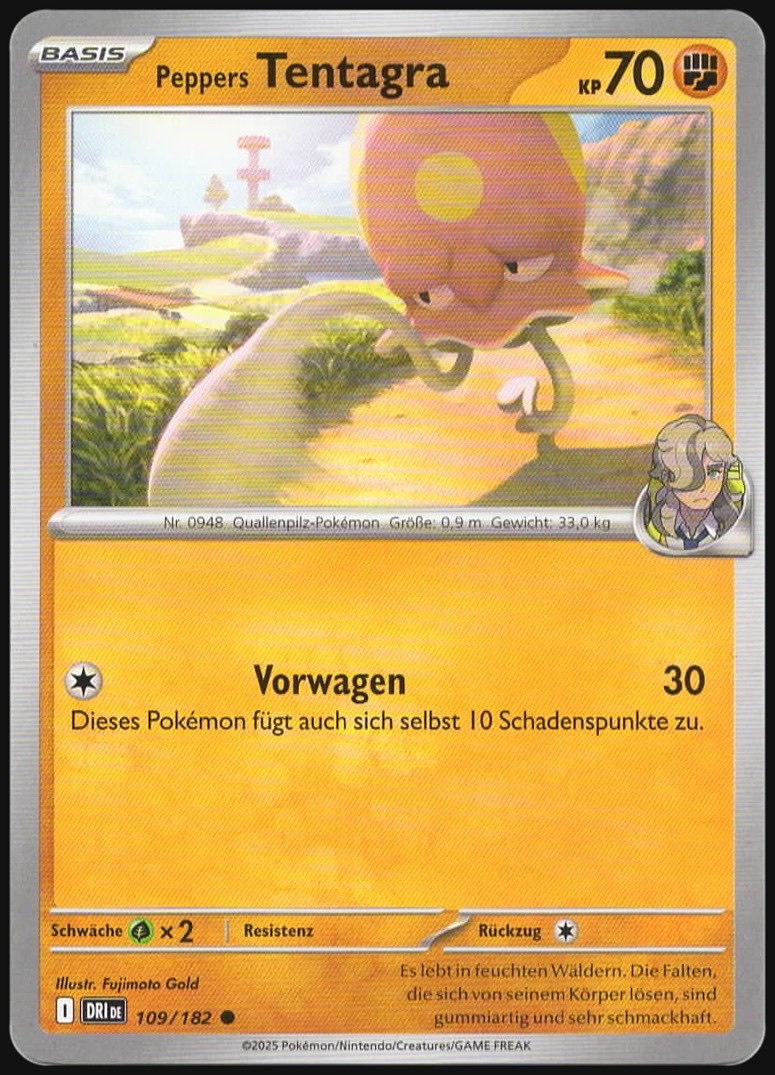 BASIS
Peppers Tentagra KP 70
Nr. 0948 Quallenpilz-Pokémon Größe: 0,9 m Gewicht: 33,0 kg
Vorwagen 30
Dieses Pokémon fügt auch sich selbst 10 Schadenspunkte zu.
Schwäche ×2 Resistenz Rückzug
Illustr. Fujimoto Gold
I DRI DE 109/182
Es lebt in feuchten Wäldern. Die Falten,
die sich von seinem Körper lösen, sind
gummiartig und sehr schmackhaft.
©2025 Pokémon/Nintendo/Creatures/GAME FREAK